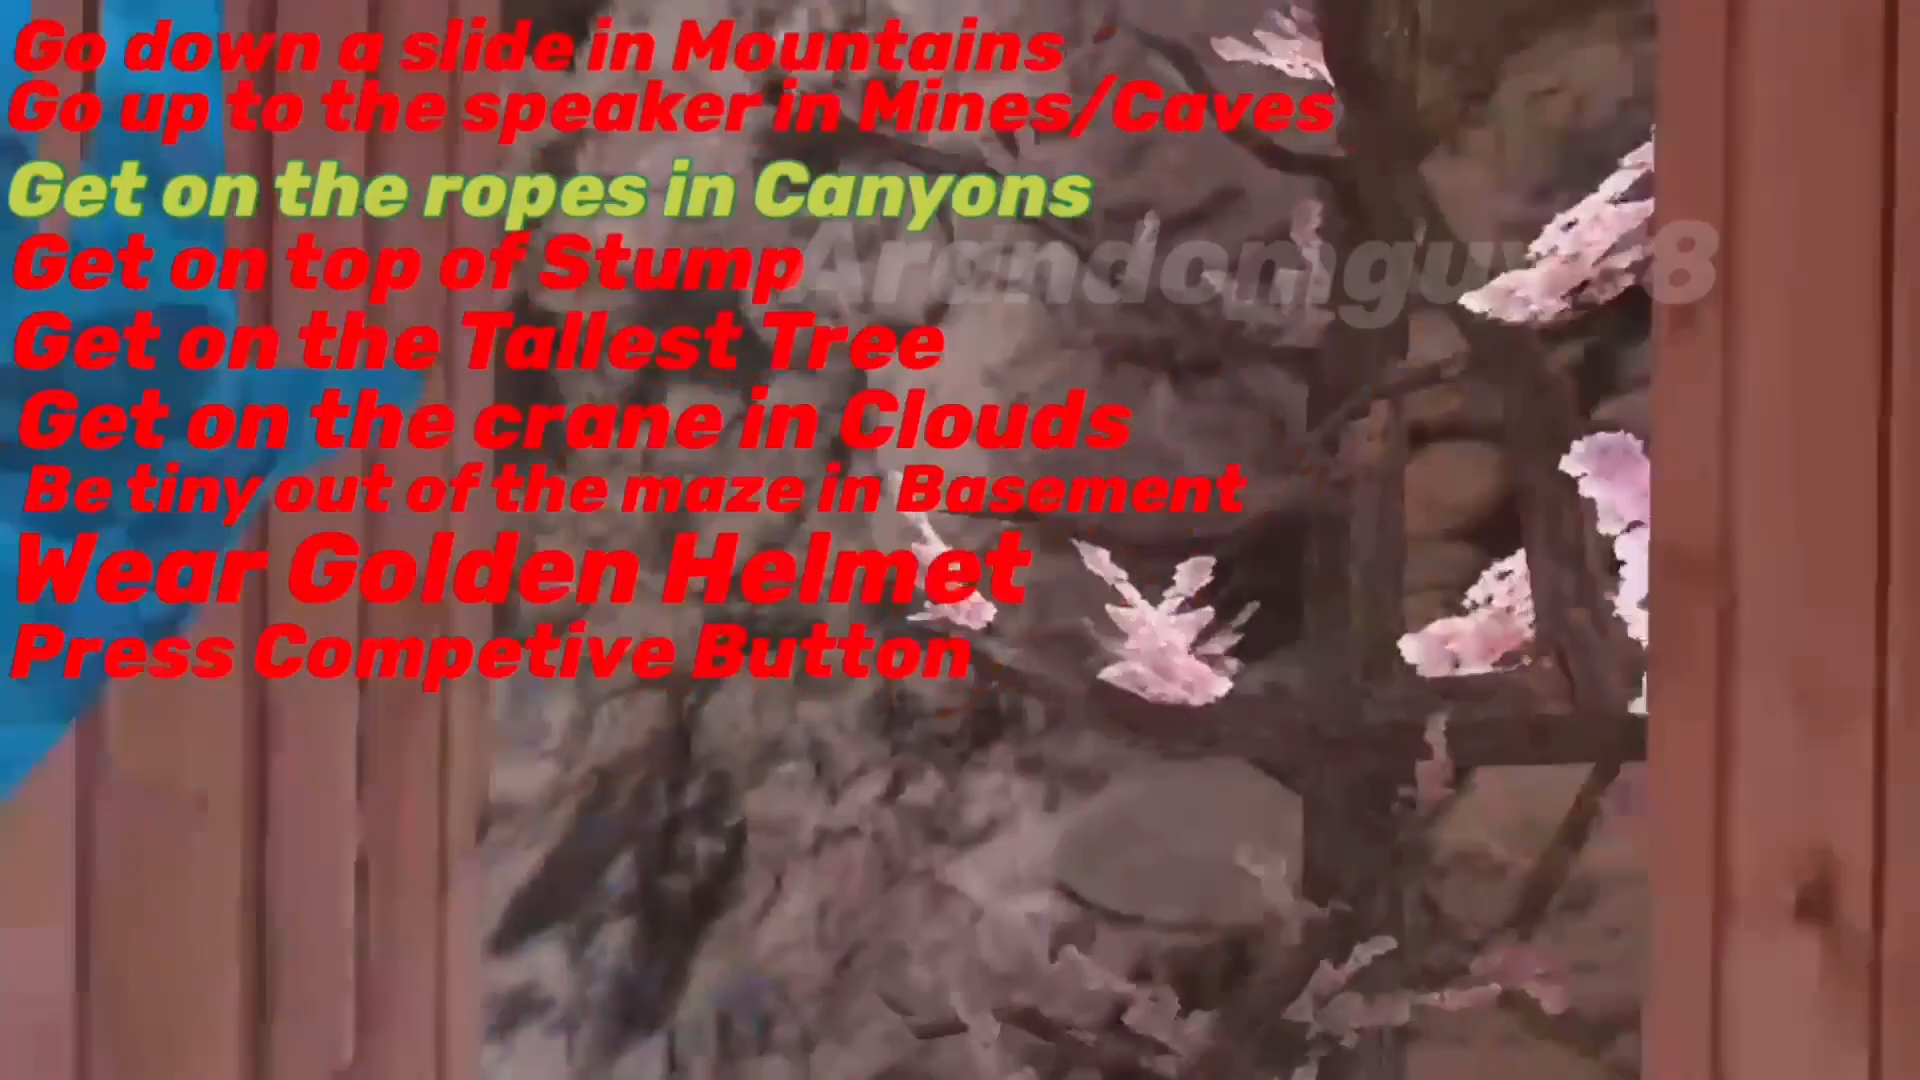 Go down a slide in Mountains
Go up to the speaker in Mines/Caves
Get on the ropes in Canyons
Get on top of Stump
Get on the Tallest Tree
Get on the crane in Clouds
Be tiny out of the maze in Basement
Wear Golden Helmet
Press Competive Button